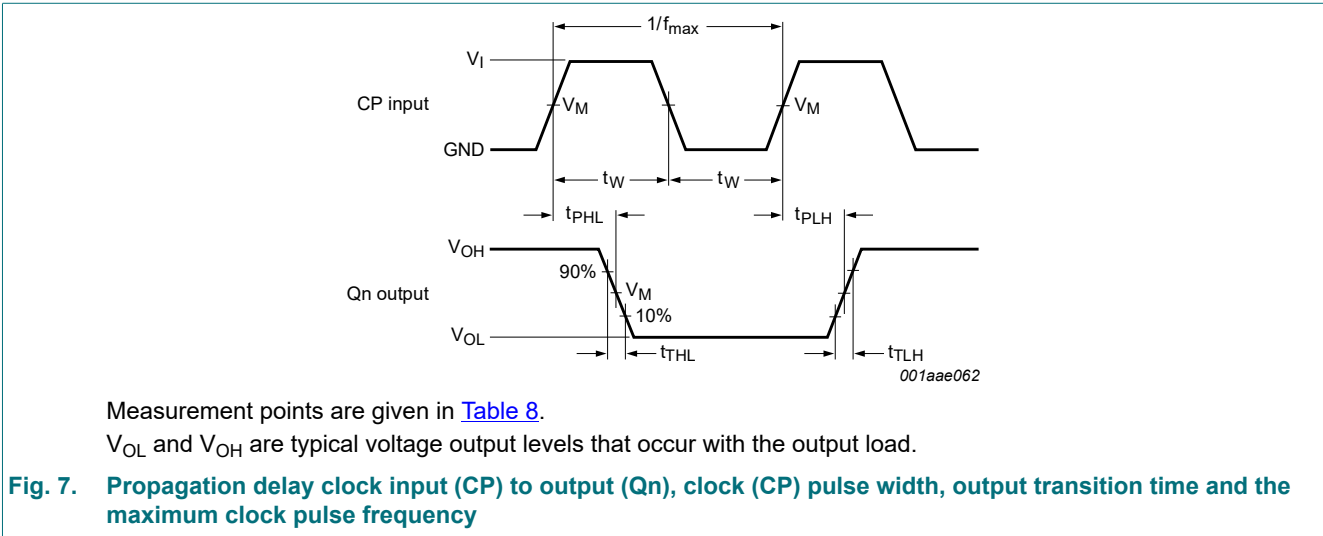 1/fmax
VI
CP input
VM
VM
GND
tW
tW
tPHL
tPLH
VOH
90%
Qn output
VM
10%
VOL
tTHL
tTLH
001aae062
Measurement points are given in Table 8.
VOL and VOH are typical voltage output levels that occur with the output load.
Fig. 7. Propagation delay clock input (CP) to output (Qn), clock (CP) pulse width, output transition time and the
maximum clock pulse frequency